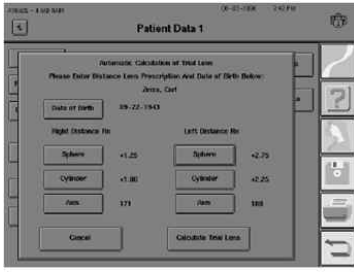 Patient Data 1
Automatic Calculation of Trial Lens
Please Enter Distance Lens Prescription And Date of Birth Below:
Zeiss, Carl
Date of Birth 09-22-1943
Right Distance Rx Left Distance Rx
Sphere +1.25 Sphere +2.75
Cylinder +1.00 Cylinder +2.25
Axis 171 Axis
Cancel Calculate Trial Lens